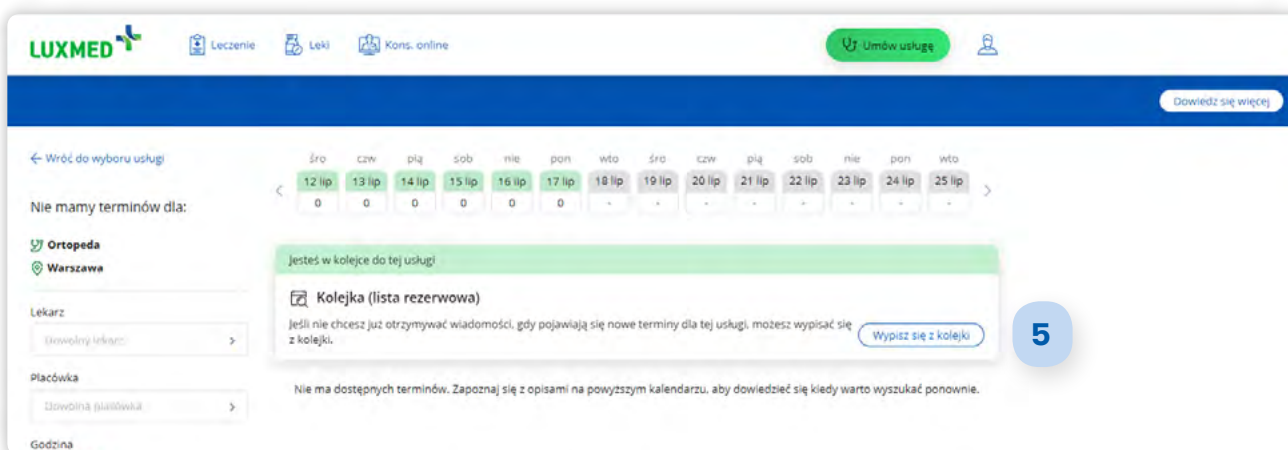 LUXMED
Leczenie
Leki
Kons. online
Umów usługę
Dowiedz się więcej
← Wróć do wyboru usługi
Nie mamy terminów dla:
Ortopeda
Warszawa
Lekarz
Dowolny lekarz
Placówka
Dowolna placówka
Godzina
śro czw pią sob nie pon wto śro czw pią sob nie pon wto
12 lip 13 lip 14 lip 15 lip 16 lip 17 lip 18 lip 19 lip 20 lip 21 lip 22 lip 23 lip 24 lip 25 lip
0 0 0 0 0 0 - - - - - - - -
Jesteś w kolejce do tej usługi
Kolejka (lista rezerwowa)
Jeśli nie chcesz już otrzymywać wiadomości, gdy pojawiają się nowe terminy dla tej usługi, możesz wypisać się
z kolejki.
Wypisz się z kolejki
5
Nie ma dostępnych terminów. Zapoznaj się z opisami na powyższym kalendarzu, aby dowiedzieć się kiedy warto wyszukać ponownie.